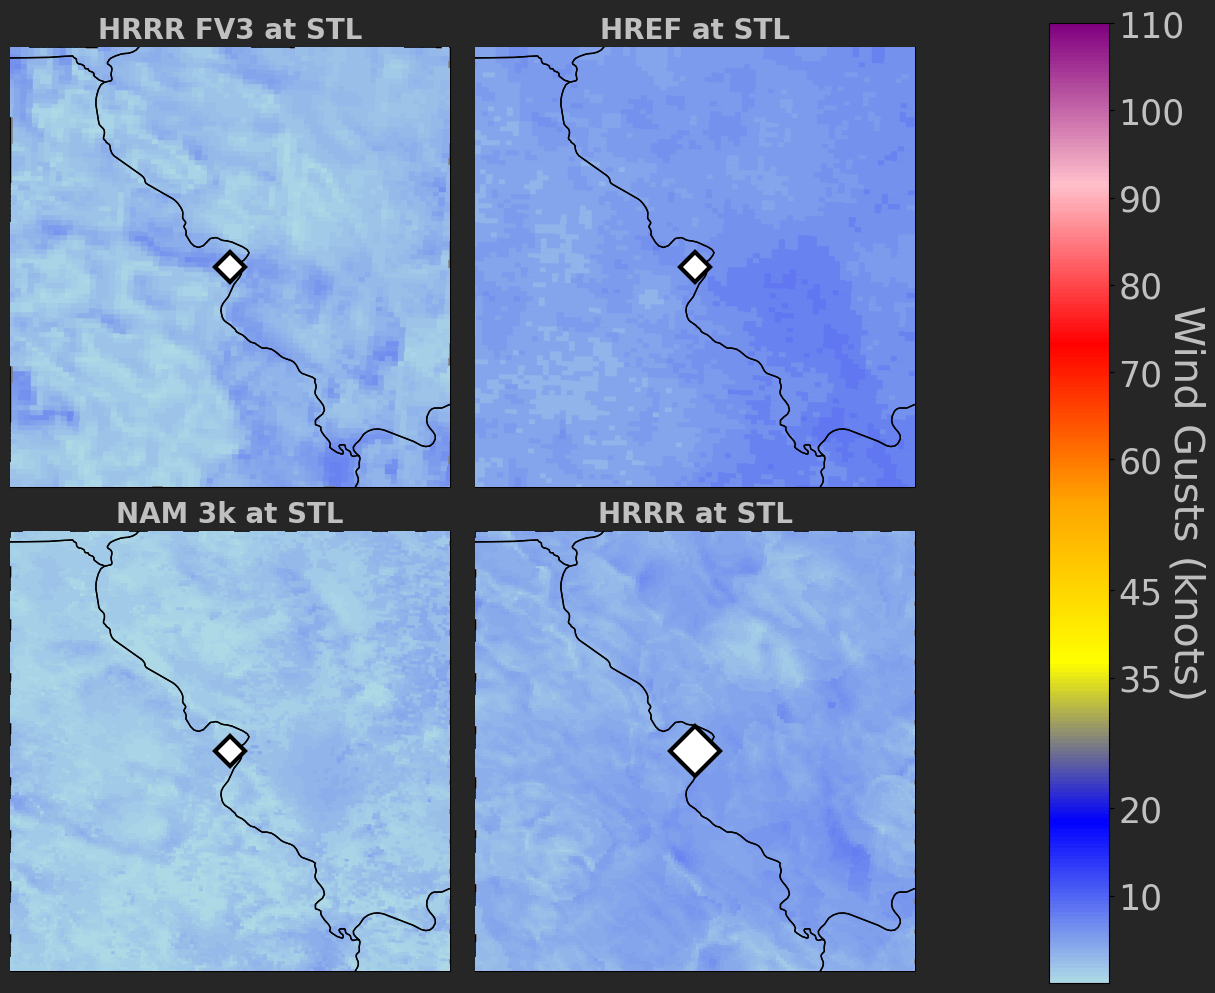 HRRR FV3 at STL
HREF at STL
NAM 3k at STL
HRRR at STL
110
100
90
80
70
60
45
35
20
10
Wind Gusts (knots)